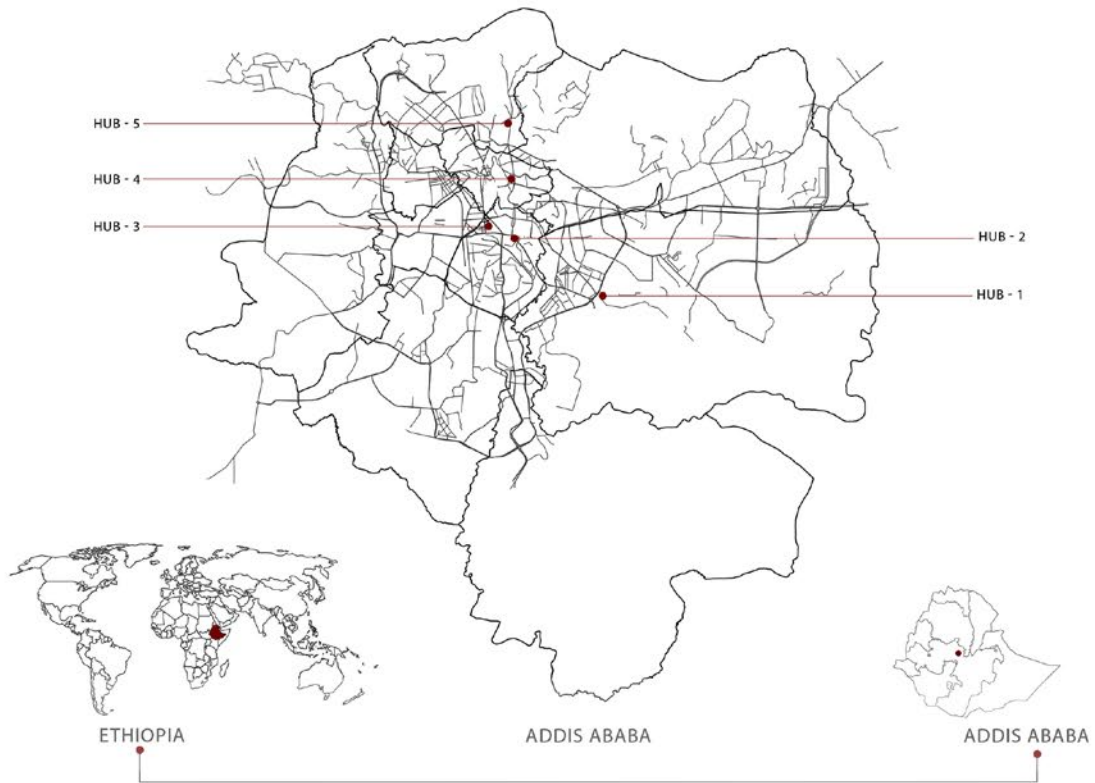 HUB - 5
HUB - 4
HUB - 3
HUB - 2
HUB - 1
ETHIOPIA
ADDIS ABABA
ADDIS ABABA